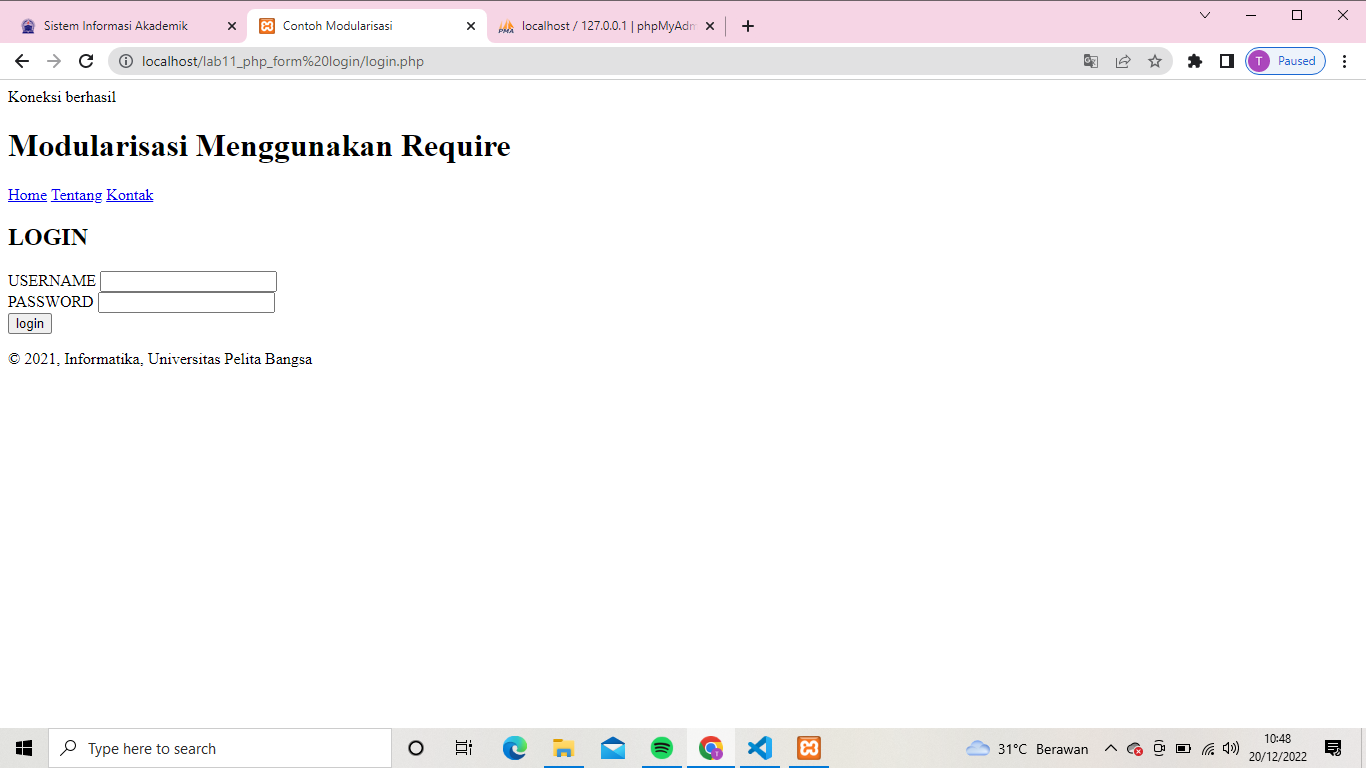 Sistem Informasi Akademik
Contoh Modularisasi
PMA localhost / 127.0.0.1 | phpMyAdm
localhost/lab11_php_form%20login/login.php
T Paused
Koneksi berhasil
Modularisasi Menggunakan Require
Home Tentang Kontak
LOGIN
USERNAME
PASSWORD
login
© 2021, Informatika, Universitas Pelita Bangsa
Type here to search
31°C Berawan
10:48
20/12/2022